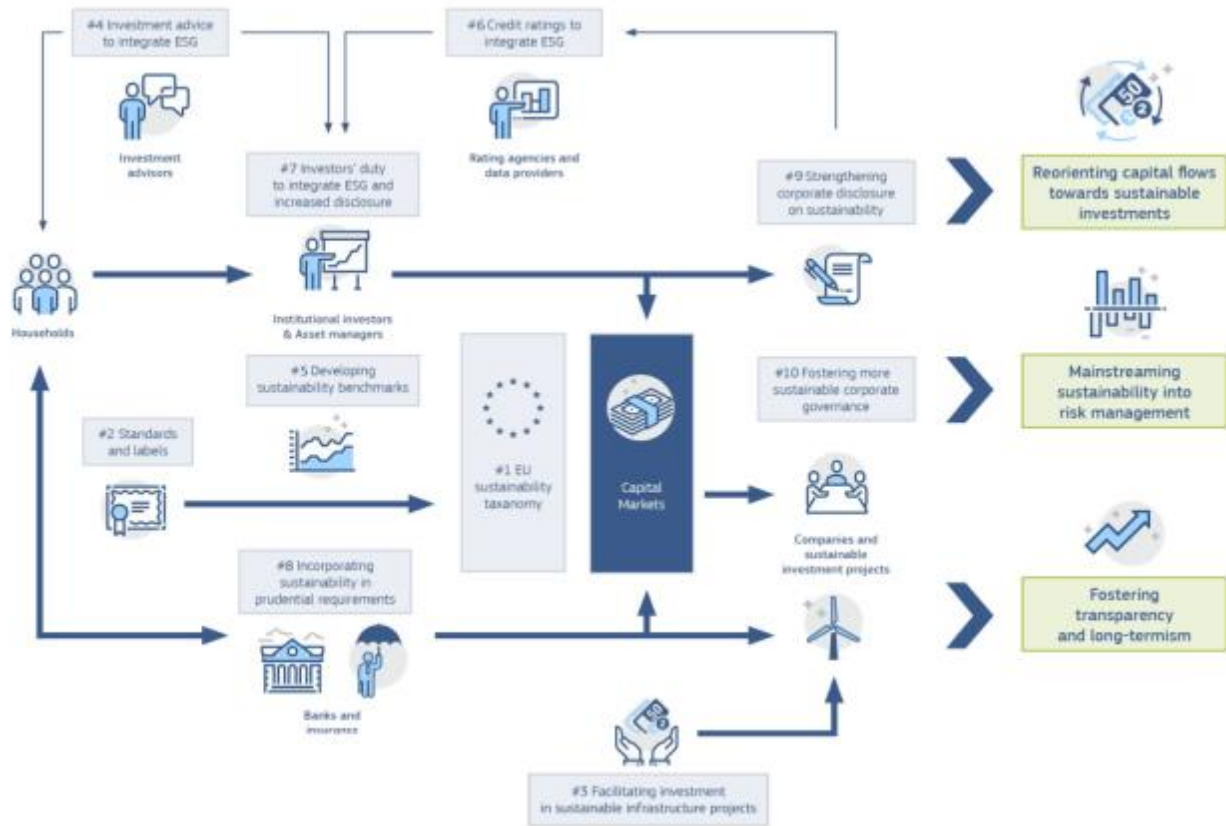 #4 Investment advice
to integrate ESG
#6 Credit ratings to
integrate ESG
50
2
Investment
advisors
Rating agencies and
data providers
#7 Investors' duty
to integrate ESG and
increased disclosure
#9 Strengthening
corporate disclosure
on sustainability
Reorienting capital flows
towards sustainable
investments
Households
Institutional investors
& Asset managers
#5 Developing
sustainability benchmarks
#10 Fostering more
sustainable corporate
governance
Mainstreaming
sustainability into
risk management
#2 Standards
and labels
#1 EU
sustainability
taxanomy
Capital
Markets
Companies and
sustainable
investment projects
#8 Incorporating
sustainability in
prudential requirements
Fostering
transparency
and long-termism
Banks and
insurance
50
2
#3 Facilitating investment
in sustainable infrastructure projects